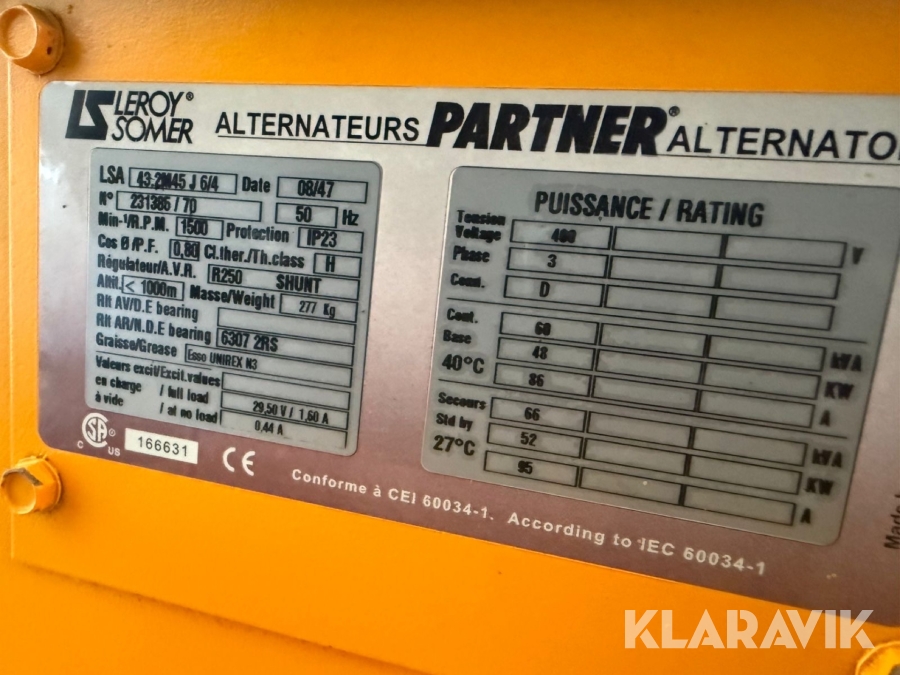 LEROY®
SOMER
ALTERNATEURS PARTNER® ALTERNATO
LSA 43.2M45 J 6/4 Date 08/47
N° 231386 / 70 50 Hz
Min-¹/R.P.M. 1500 Protection IP23
Cos Ø /P.F. 0,80 Cl.ther./Th.class H
Régulateur/A.V.R. R250 SHUNT
Altit. < 1000m Masse/Weight 277 Kg
Rlt AV/D.E bearing
Rlt AR/N.D.E bearing 6307 2RS
Graisse/Grease Esso UNIREX N3
Valeurs excit/Excit.values
en charge / full load 29,50 V / 1,60 A
à vide / at no load 0,44 A
CSA ® C US 166631 CE
PUISSANCE / RATING
Tension
Voltage 400 V
Phase 3
Conn. D
Cont. 60 kVA
Base 48 KW
40°C 86 A
Secours 66 kVA
Std by 52 KW
27°C 95 A
Conforme à CEI 60034-1. According to IEC 60034-1
Made
KLARAVIK